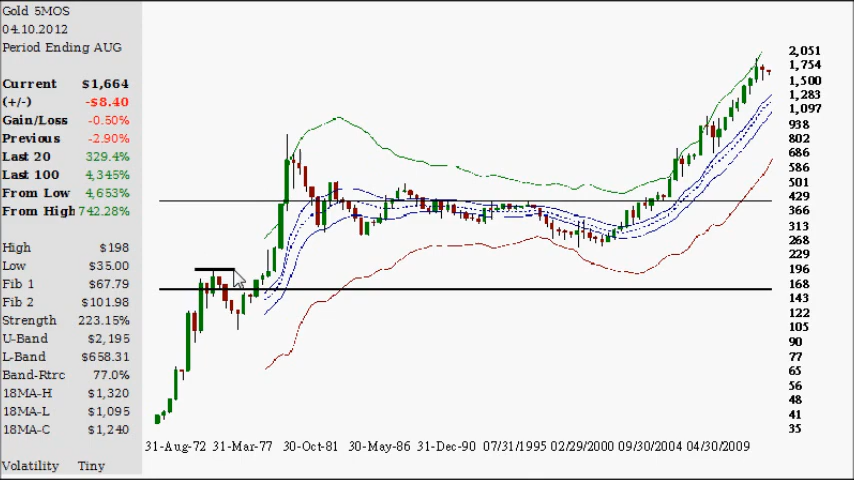 Gold 5MOS
04.10.2012
Period Ending AUG
Current $1,664
(+/-) -$8.40
Gain/Loss -0.50%
Previous -2.90%
Last 20 329.4%
Last 100 4,345%
From Low 4,653%
From High 742.28%
High $198
Low $35.00
Fib 1 $67.79
Fib 2 $101.98
Strength 223.15%
U-Band $2,195
L-Band $658.31
Band-Rtrc 77.0%
18MA-H $1,320
18MA-L $1,095
18MA-C $1,240
Volatility Tiny
2,051
1,754
1,500
1,283
1,097
938
802
686
586
501
429
366
313
268
229
196
168
143
122
105
90
77
65
56
48
41
35
31-Aug-72 31-Mar-77 30-Oct-81 30-May-86 31-Dec-90 07/31/1995 02/29/2000 09/30/2004 04/30/2009